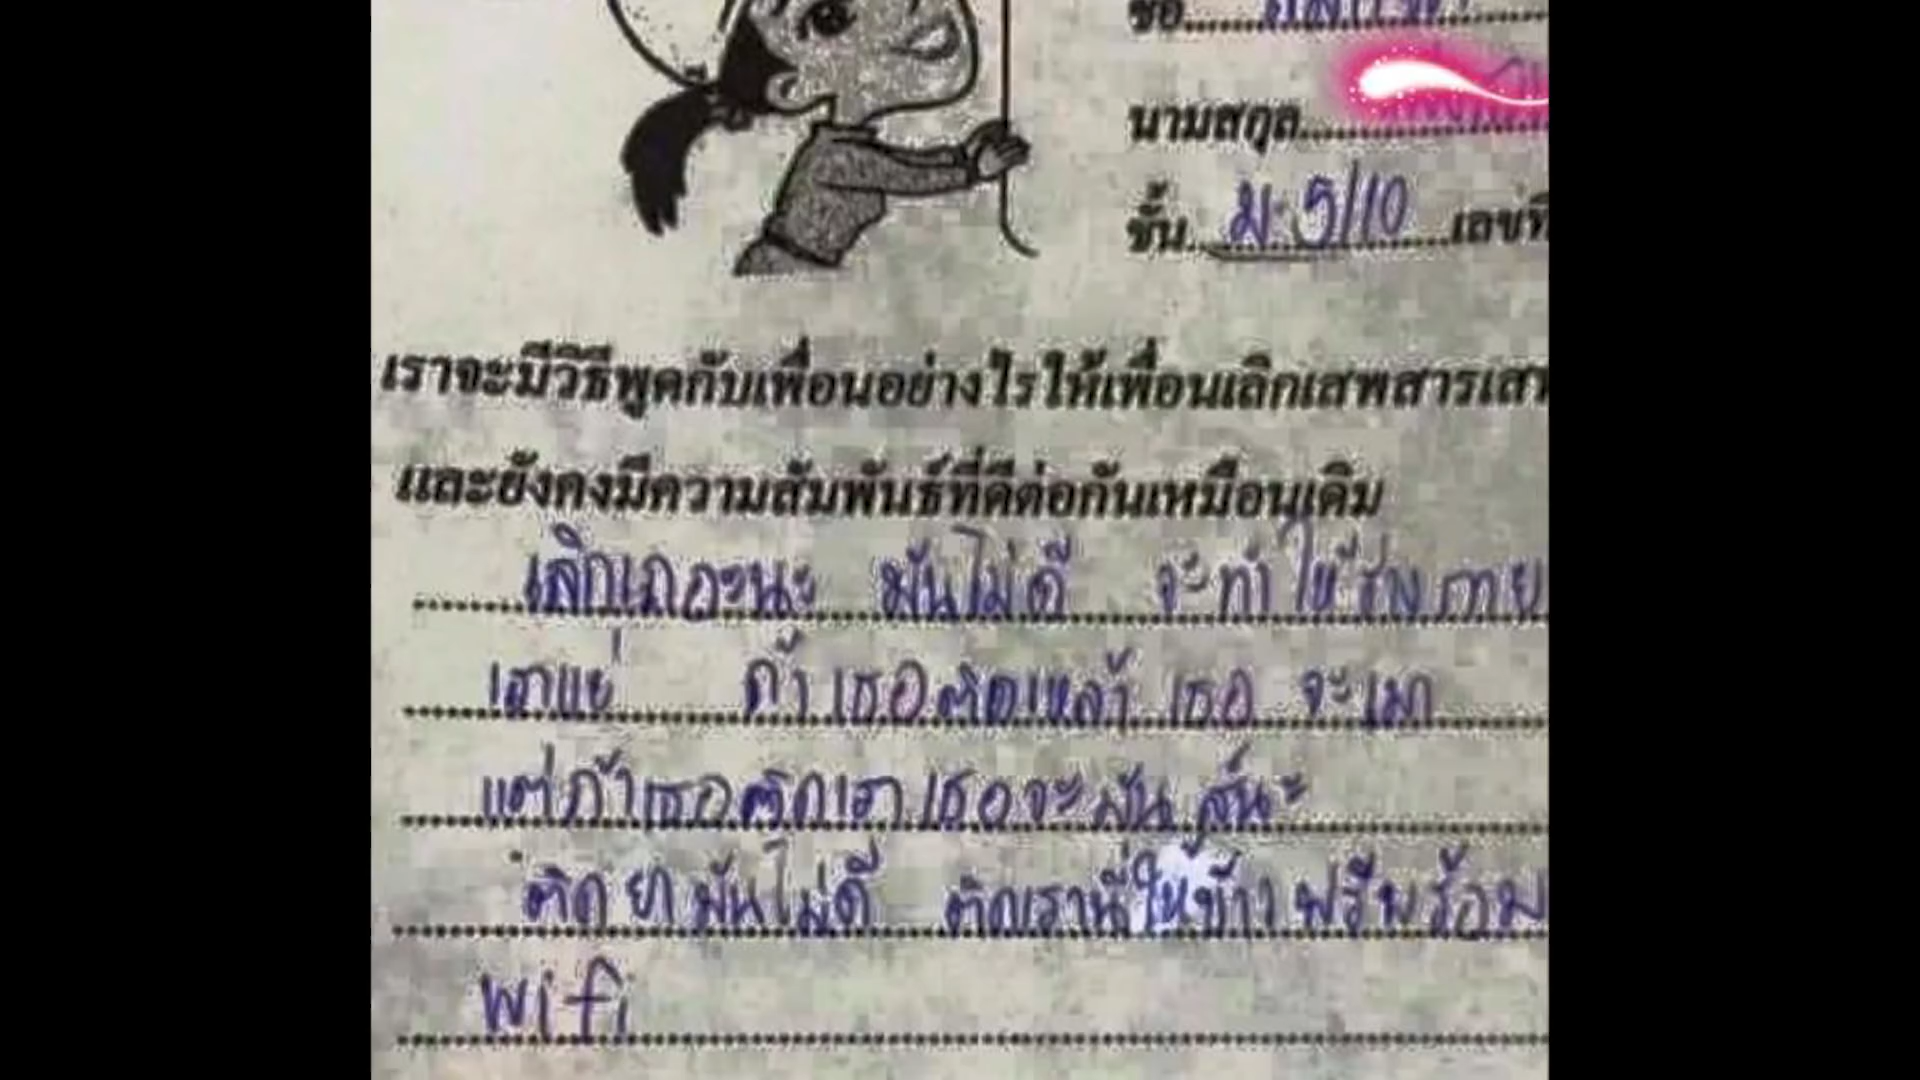 ชื่อ
นามสกุล
ชั้น ม.5/10 เลขที่
เราจะมีวิธีพูดกับเพื่อนอย่างไรให้เพื่อนเลิกเสพสารเส
และยังคงมีความสัมพันธ์ที่ดีต่อกันเหมือนเดิม
เลิกเถอะนะ มันไม่ดี จะทำให้ร่างกาย
เราแย่ ถ้าเธอติดเหล้า เธอ จะเมา
แต่ถ้าเธอติดเราเธอจะมันส์นะ
ติดยามันไม่ดี ติดเรานี่ให้ข้าวฟรีพร้อม
wifi